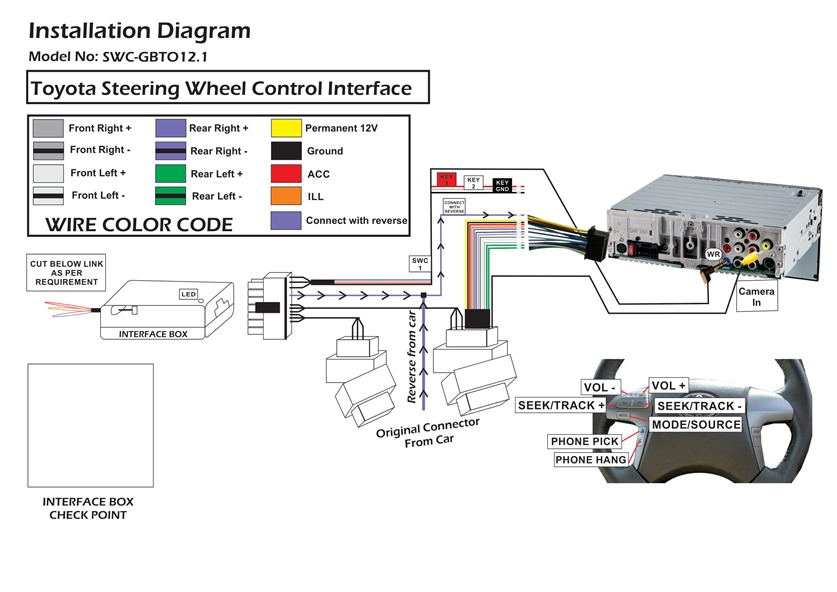 Installation Diagram
Model No: SWC-GBTO12.1
Toyota Steering Wheel Control Interface
Front Right +
Rear Right +
Permanent 12V
Front Right -
Rear Right -
Ground
Front Left +
Rear Left +
ACC
Front Left -
Rear Left -
ILL
WIRE COLOR CODE
Connect with reverse
KEY
1
KEY
2
KEY
GND
CONNECT
WITH
REVERSE
WR
SWC
1
CUT BELOW LINK
AS PER
REQUIREMENT
LED
INTERFACE BOX
Camera
In
Reverse from car
Original Connector
From Car
VOL -
VOL +
SEEK/TRACK +
SEEK/TRACK -
MODE/SOURCE
PHONE PICK
PHONE HANG
INTERFACE BOX
CHECK POINT